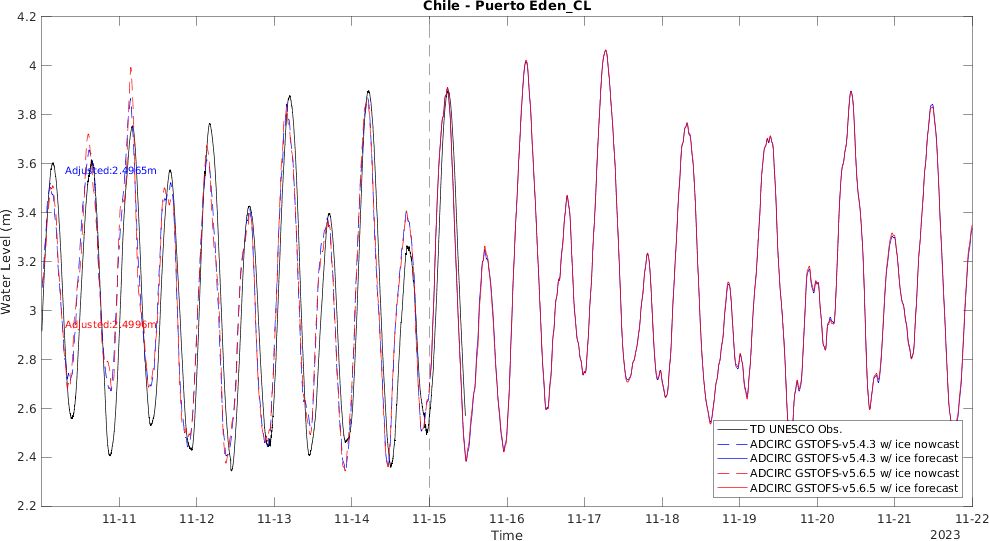 Chile - Puerto Eden_CL
4.2
4
3.8
3.6
3.4
3.2
3
2.8
2.6
2.4
2.2
Water Level (m)
Adjusted:2.4965m
Adjusted:2.4996m
TD UNESCO Obs.
ADCIRC GSTOFS-v5.4.3 w/ ice nowcast
ADCIRC GSTOFS-v5.4.3 w/ ice forecast
ADCIRC GSTOFS-v5.6.5 w/ ice nowcast
ADCIRC GSTOFS-v5.6.5 w/ ice forecast
11-11 11-12 11-13 11-14 11-15 11-16 11-17 11-18 11-19 11-20 11-21 11-22
Time
2023